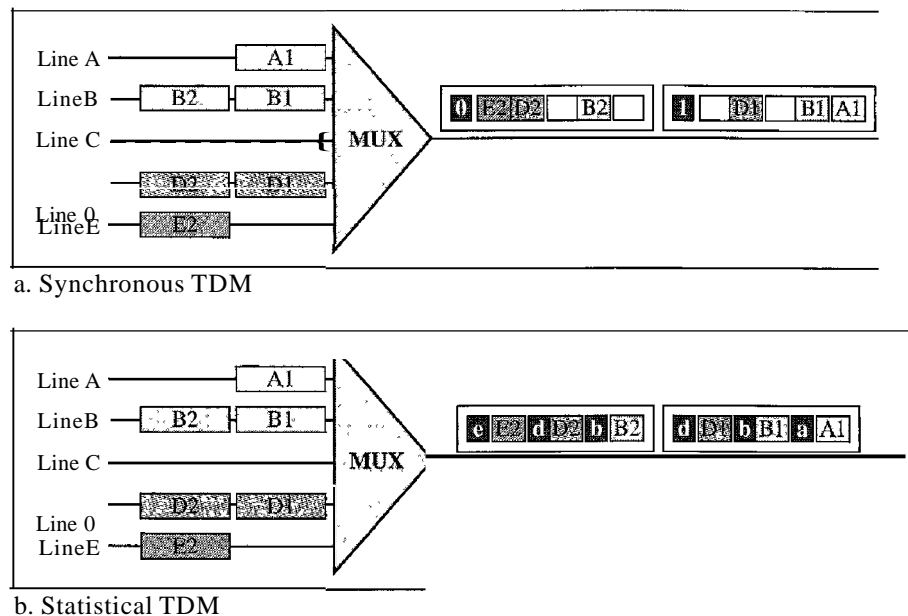 Line A
A1
LineB
B2 B1
0 E2 D2 B2
1 D1 B1 A1
Line C
MUX
D2 D1
Line 0
LineE
E2
a. Synchronous TDM
Line A
A1
LineB
B2 B1
e E2 d D2 b B2
d D1 b B1 a A1
Line C
MUX
D2 D1
Line 0
LineE
E2
b. Statistical TDM